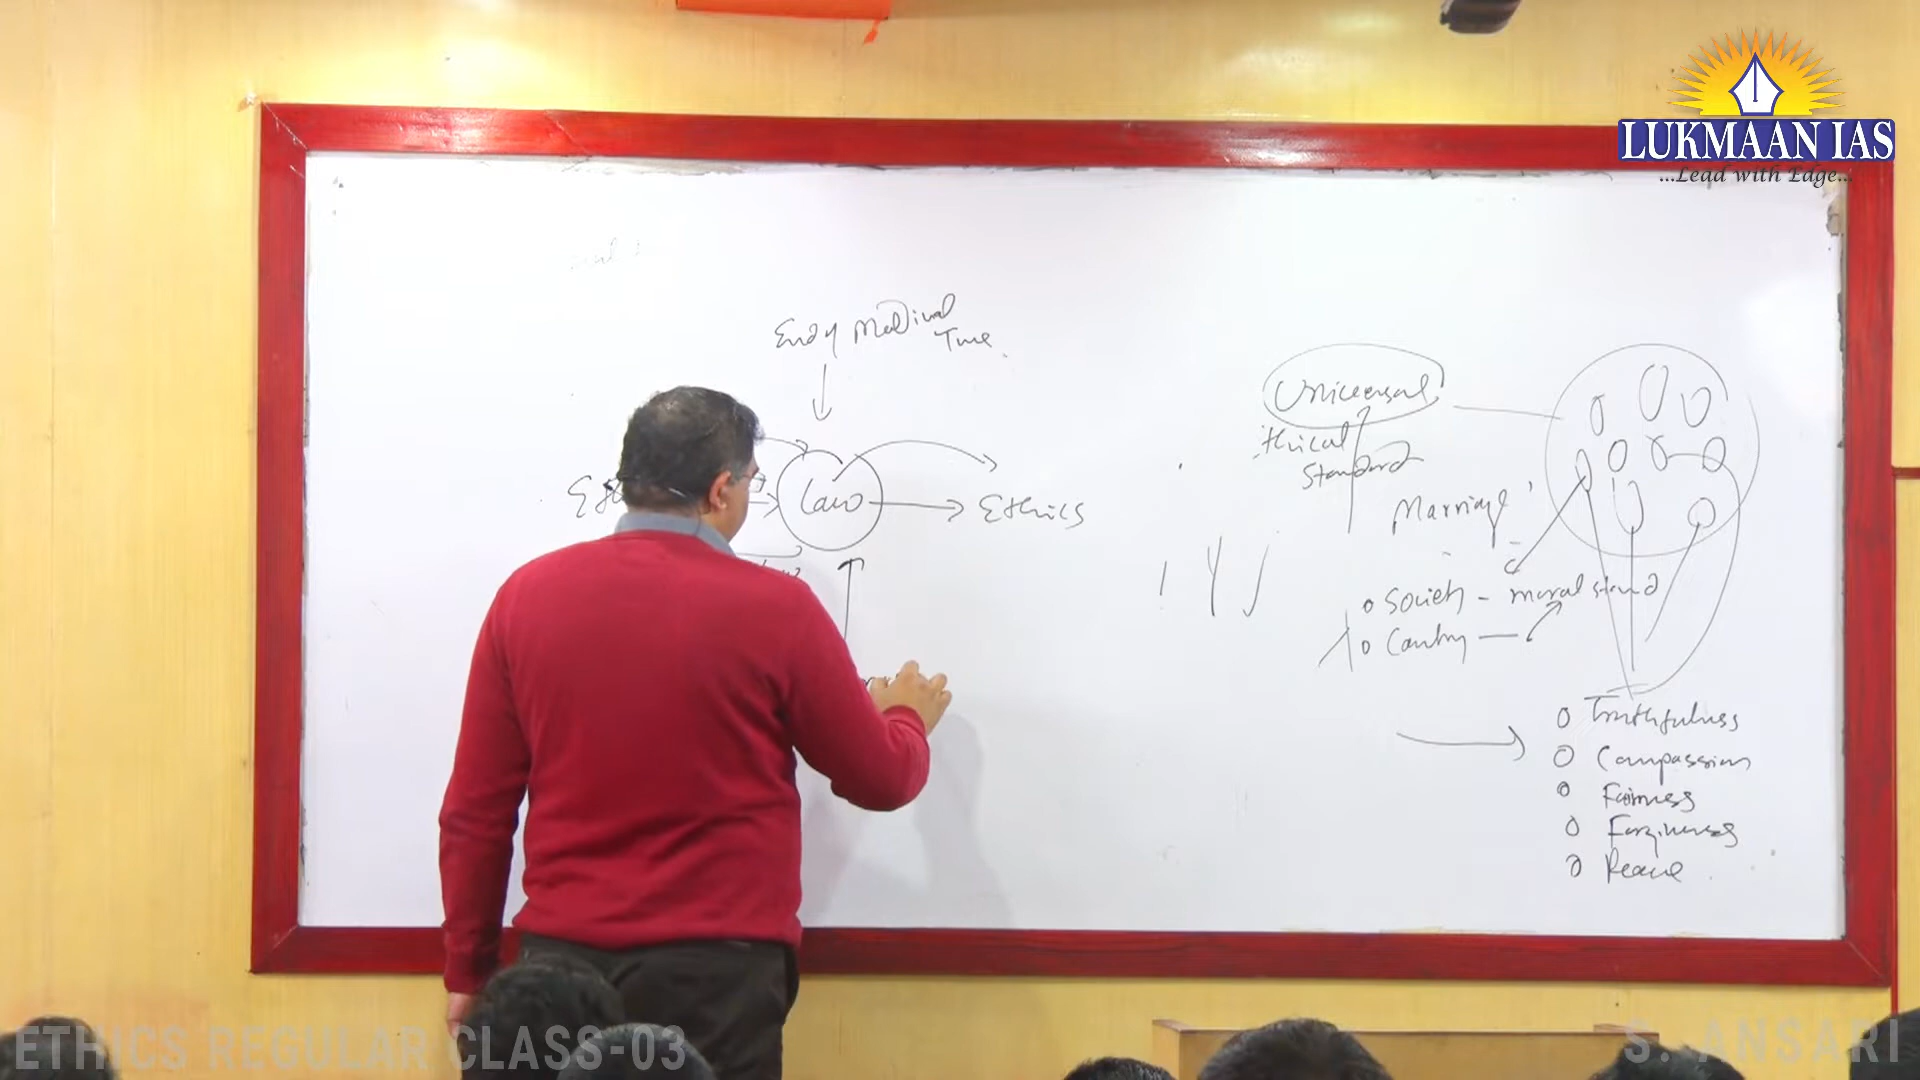 LUKMAAN IAS
...Lead with Edge...
End of Medival
Time
Law
Ethics
Universal
Ethical
Standard
Marriage
Society - moral stand
Country
Truthfulness
Compassion
Fairness
Forgiveness
Peace
ETHICS REGULAR CLASS-03
S. ANSARI